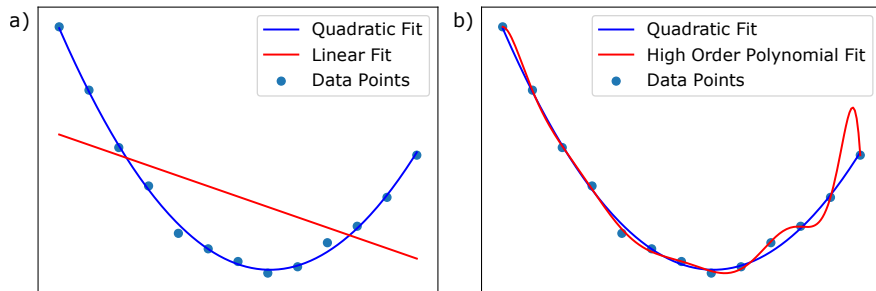 a)
Quadratic Fit
Linear Fit
Data Points
b)
Quadratic Fit
High Order Polynomial Fit
Data Points